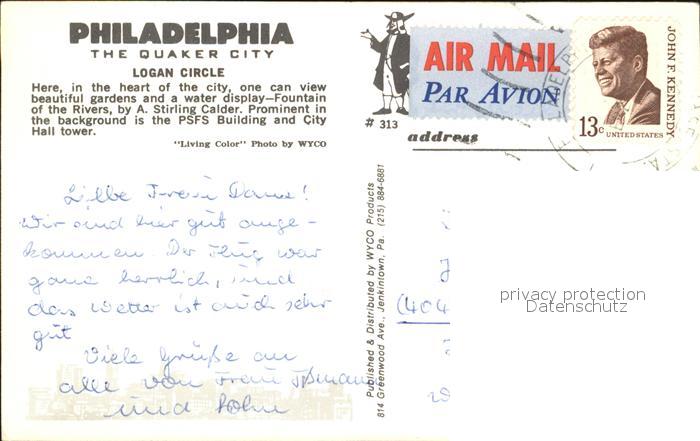 PHILADELPHIA
THE QUAKER CITY
LOGAN CIRCLE
Here, in the heart of the city, one can view
beautiful gardens and a water display—Fountain
of the Rivers, by A. Stirling Calder. Prominent in
the background is the PSFS Building and City
Hall tower.
"Living Color" Photo by WYCO
# 313
AIR MAIL
PAR AVION
JOHN F. KENNEDY
13c UNITED STATES
address
Liebe Frau !
Wir sind hier gut ange-
kommen. Der Flug war
ganz herrlich, und
das Wetter ist auch sehr
gut
Viele Grüße an
alle von Frau
und Sohn
Published & Distributed by WYCO Products
814 Greenwood Ave., Jenkintown, Pa. (215) 884-6881
(404
privacy protection
Datenschutz